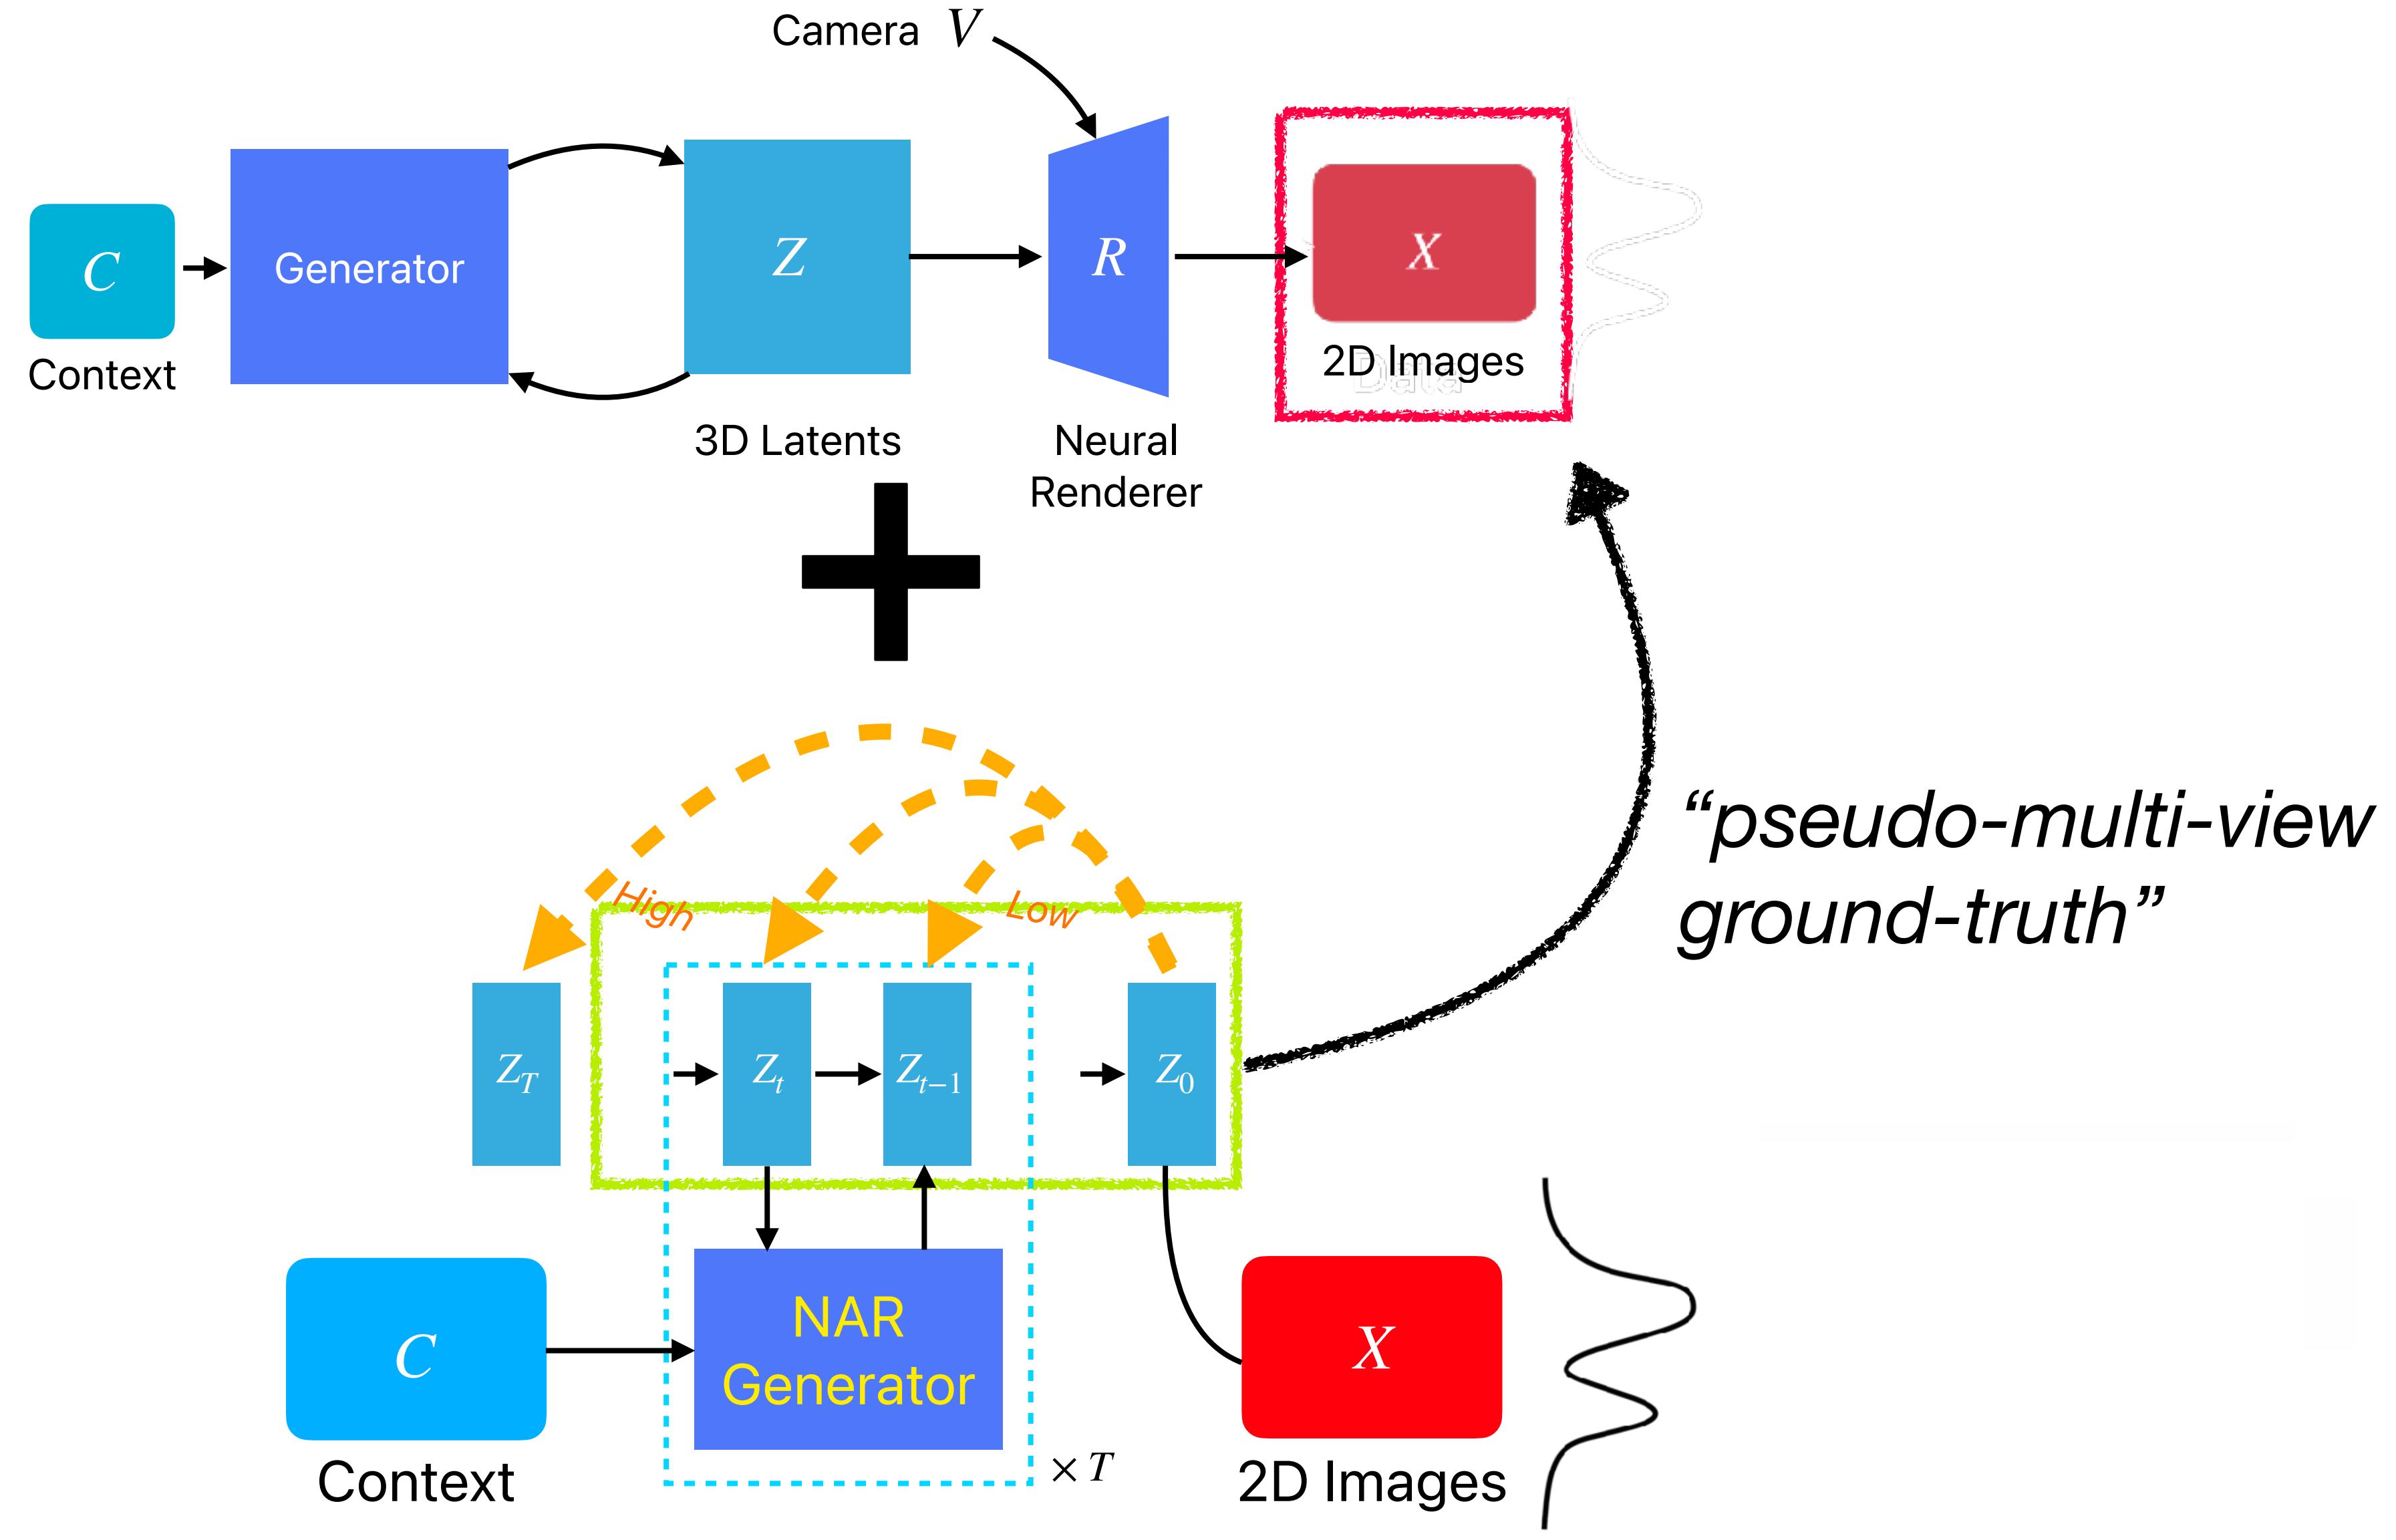 Camera V
C
Generator
Z
R
X
Context
2D Images
Data
3D Latents
Neural
Renderer
“pseudo-multi-view
ground-truth”
High
Low
Z_T
Z_t
Z_{t−1}
Z_0
C
NAR
Generator
X
× T
Context
2D Images